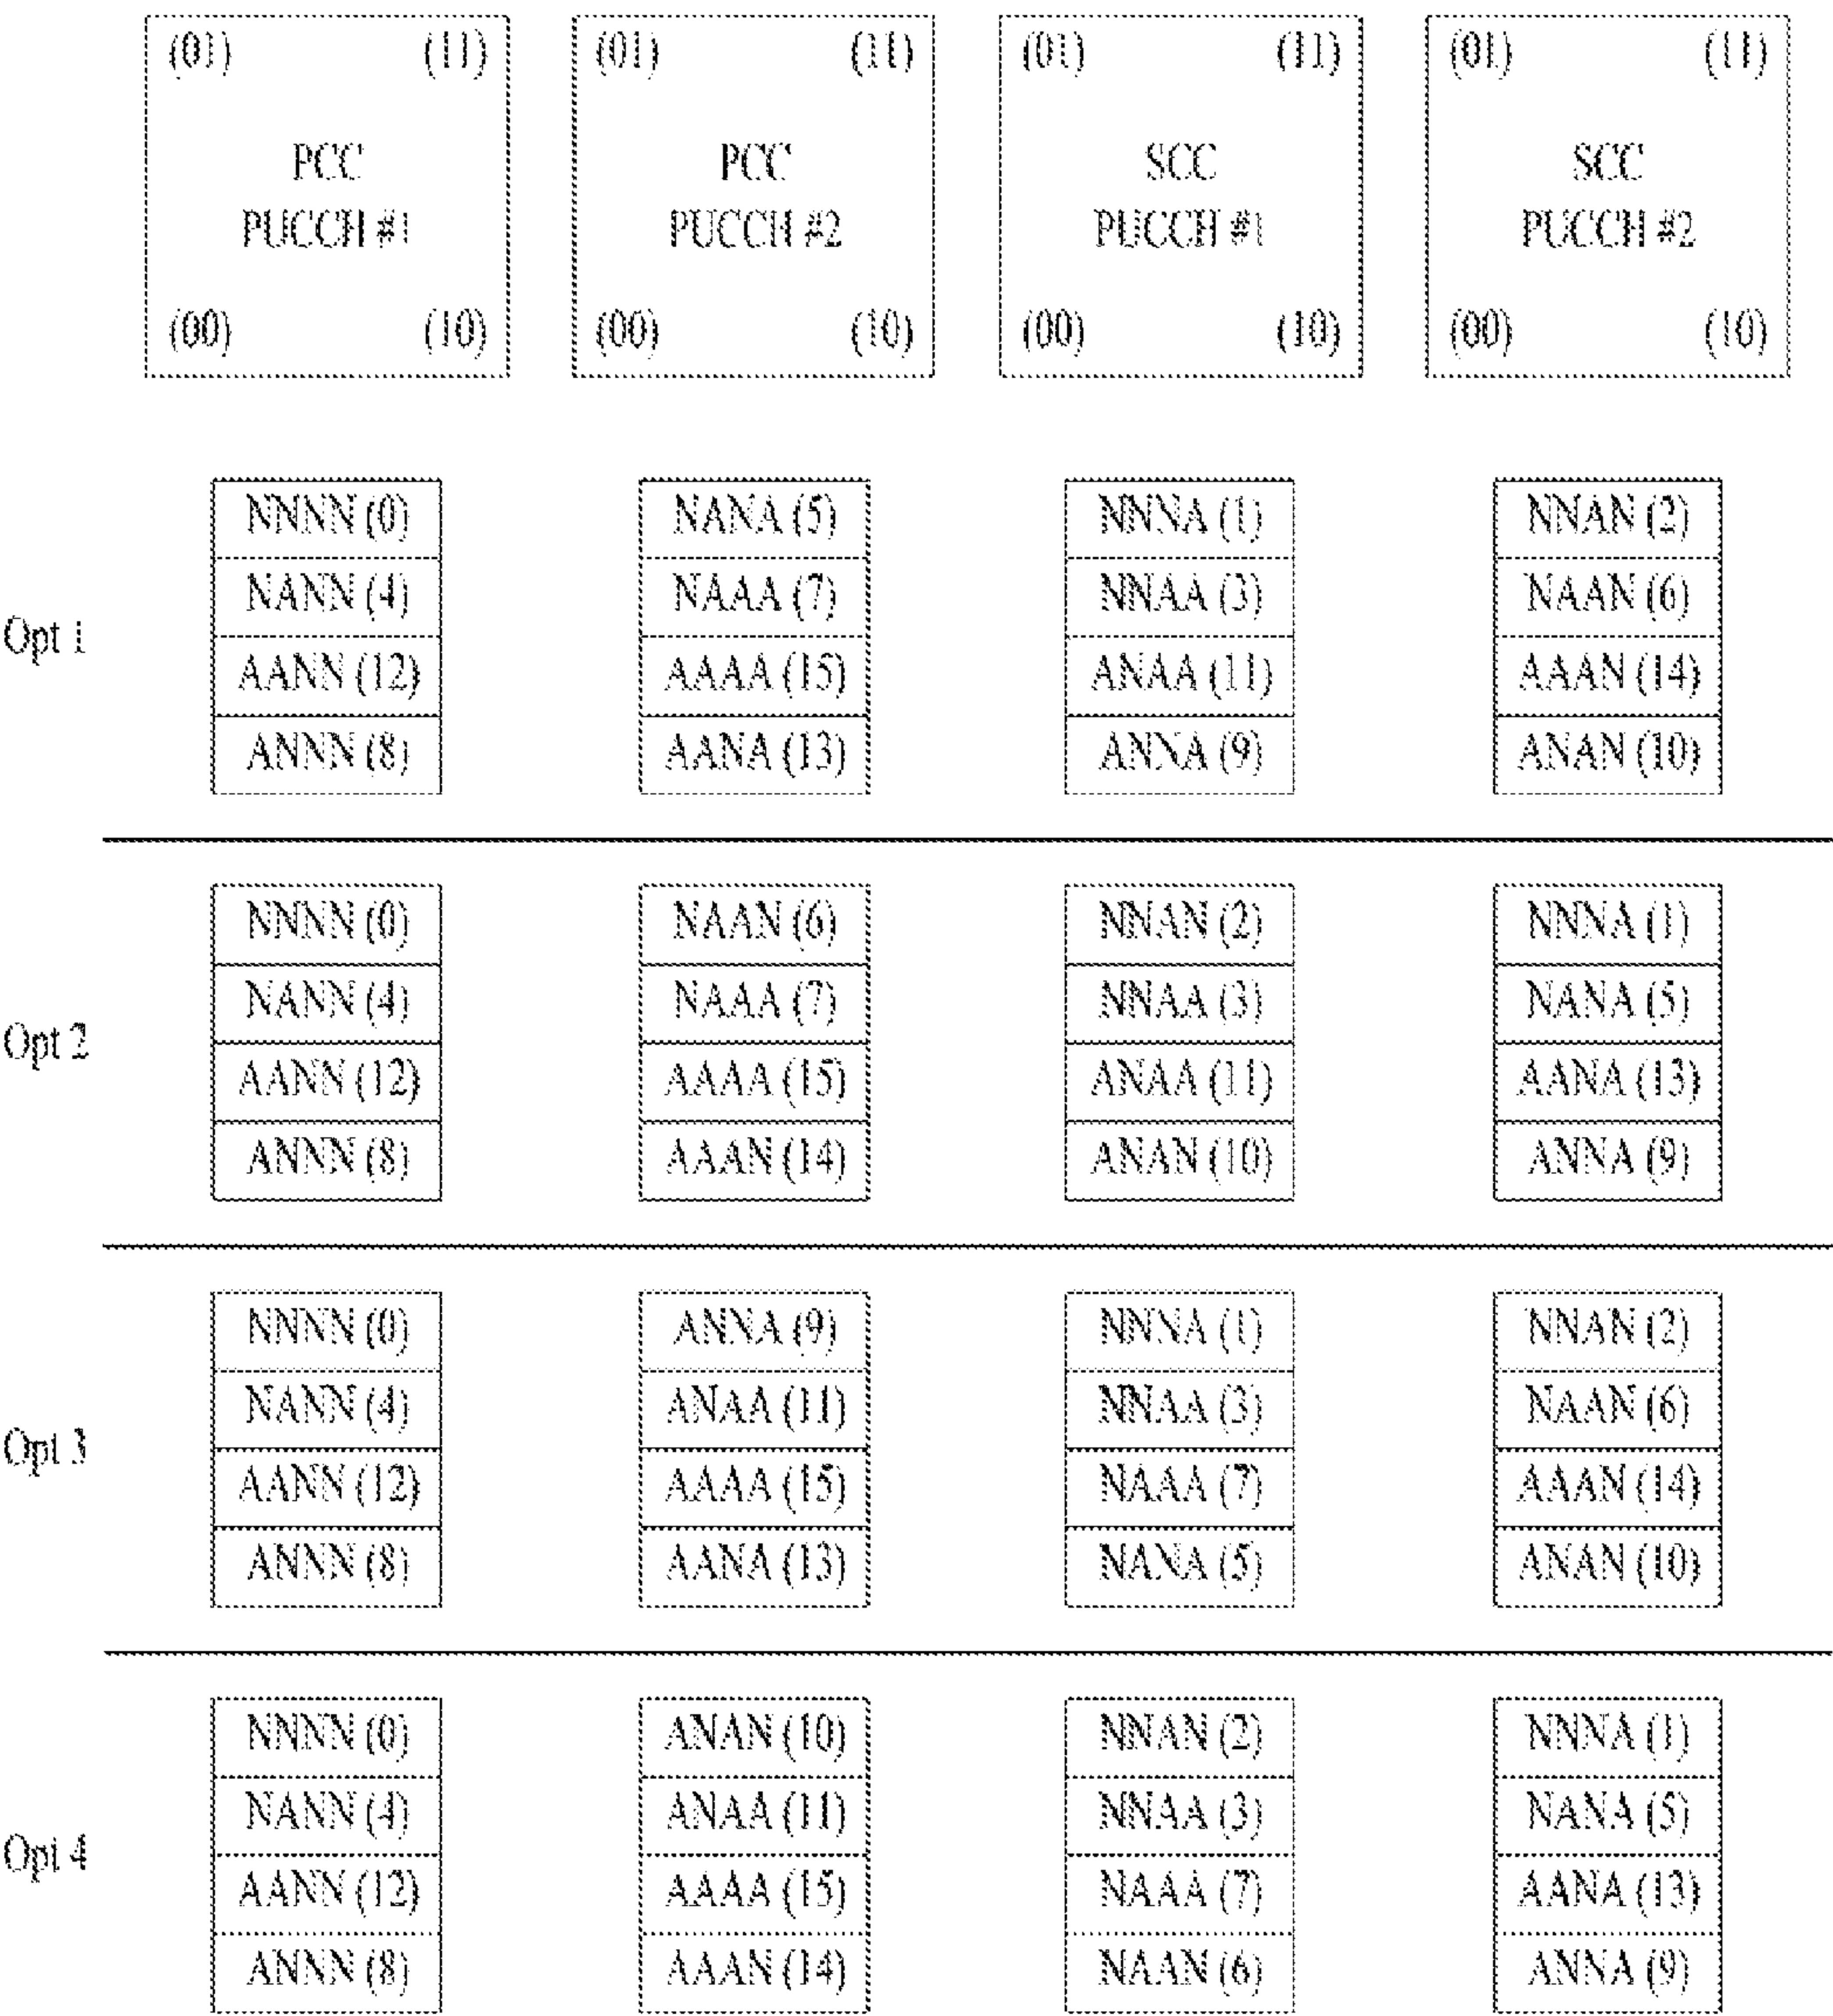 (01) (11) (01) (11) (01) (11) (01) (11)
PCC PCC SCC SCC
PUCCH #1 PUCCH #2 PUCCH #1 PUCCH #2
(00) (10) (00) (10) (00) (10) (00) (10)
NNNN (0) NANA (5) NNNA (1) NNAN (2)
NANN (4) NAAA (7) NNAA (3) NAAN (6)
Opt 1
AANN (12) AAAA (15) ANAA (11) AAAN (14)
ANNN (8) AANA (13) ANNA (9) ANAN (10)
NNNN (0) NAAN (6) NNAN (2) NNNA (1)
NANN (4) NAAA (7) NNAA (3) NANA (5)
Opt 2
AANN (12) AAAA (15) ANAA (11) AANA (13)
ANNN (8) AAAN (14) ANAN (10) ANNA (9)
NNNN (0) ANNA (9) NNNA (1) NNAN (2)
NANN (4) ANAA (11) NNAA (3) NAAN (6)
Opt 3
AANN (12) AAAA (15) NAAA (7) AAAN (14)
ANNN (8) AANA (13) NANA (5) ANAN (10)
NNNN (0) ANAN (10) NNAN (2) NNNA (1)
NANN (4) ANAA (11) NNAA (3) NANA (5)
Opt 4
AANN (12) AAAA (15) NAAA (7) AANA (13)
ANNN (8) AAAN (14) NAAN (6) ANNA (9)